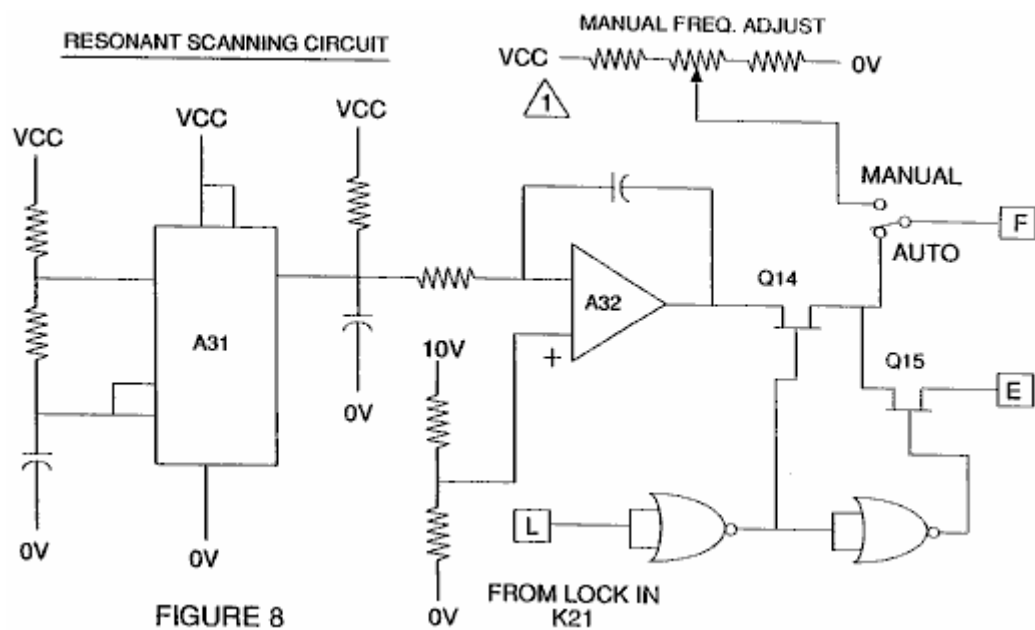 RESONANT SCANNING CIRCUIT
MANUAL FREQ. ADJUST
VCC
0V
1
VCC
VCC
VCC
MANUAL
F
AUTO
A31
A32
Q14
+
10V
Q15
E
0V
L
0V
0V
0V
FROM LOCK IN
K21
FIGURE 8